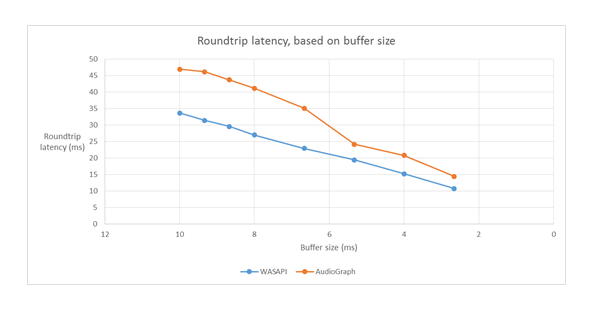 Roundtrip latency, based on buffer size
50
45
40
35
30
25
20
15
10
5
0
Roundtrip
latency (ms)
12 10 8 6 4 2 0
Buffer size (ms)
WASAPI AudioGraph